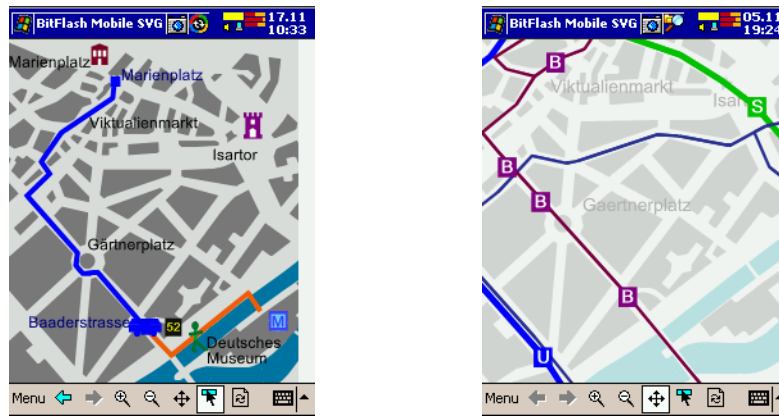 BitFlash Mobile SVG 17.11
10:33
Marienplatz
Marienplatz
Viktualienmarkt
Isartor
Gärtnerplatz
Baaderstrasse
52
M
Deutsches
Museum
Menu
BitFlash Mobile SVG 05.11
19:24
B
Viktualienmarkt
Isar
S
B
B
Gaertnerplatz
B
U
Menu